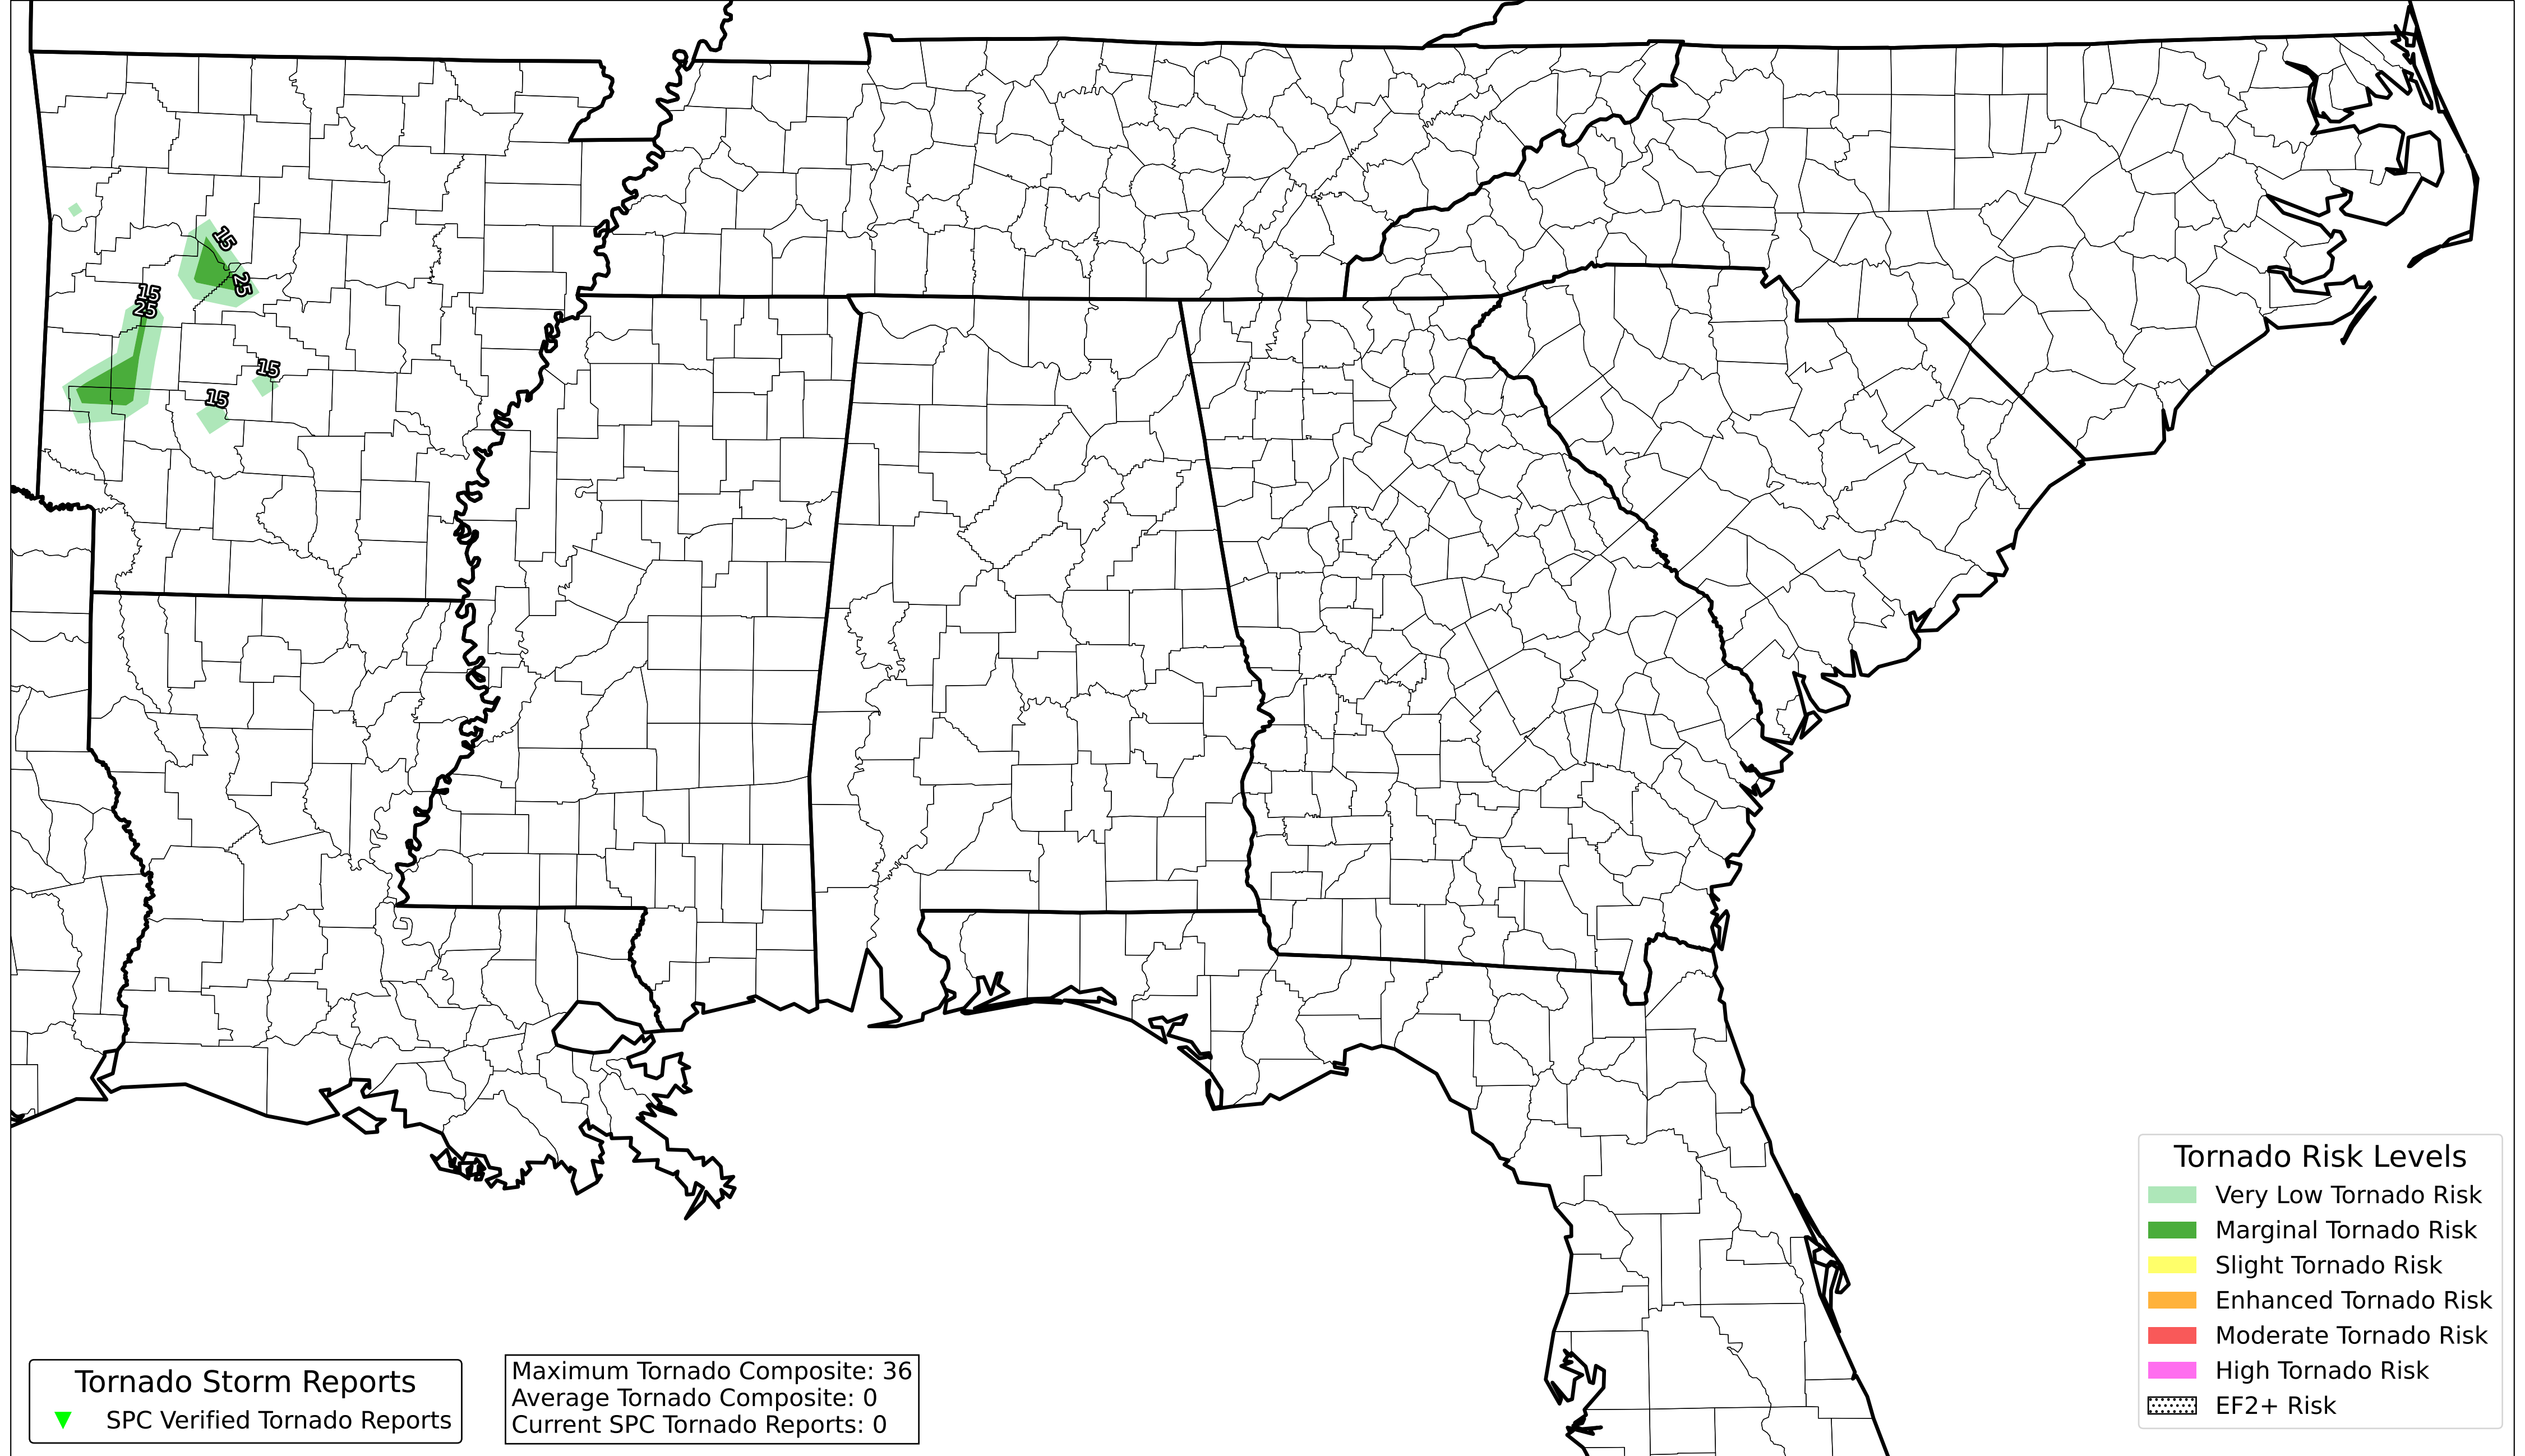 15
25
15
25
15
15
Tornado Risk Levels
Very Low Tornado Risk
Marginal Tornado Risk
Slight Tornado Risk
Enhanced Tornado Risk
Moderate Tornado Risk
High Tornado Risk
EF2+ Risk
Tornado Storm Reports
SPC Verified Tornado Reports
Maximum Tornado Composite: 36
Average Tornado Composite: 0
Current SPC Tornado Reports: 0